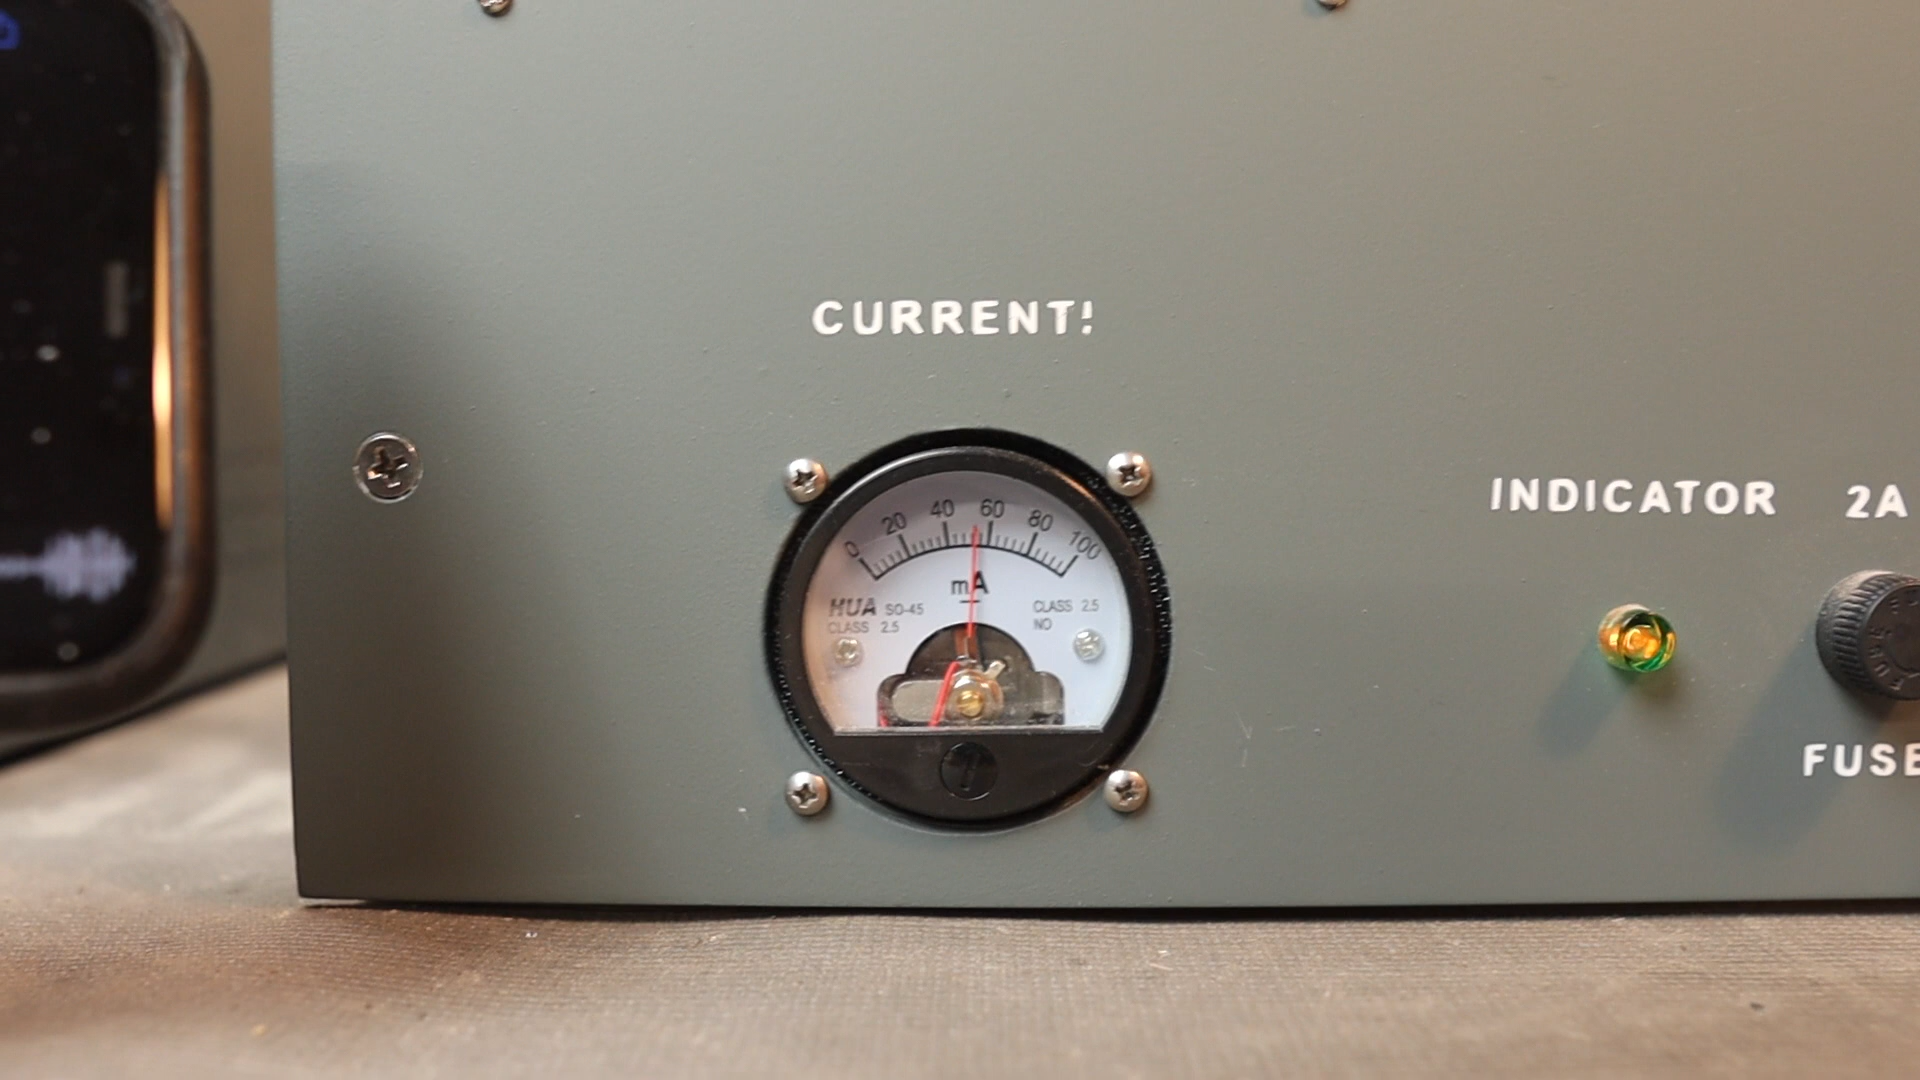 CURRENT!
INDICATOR 2A
0 20 40 60 80 100
mA
HUA SO-45
CLASS 2.5
CLASS 2.5
NO
FUSE